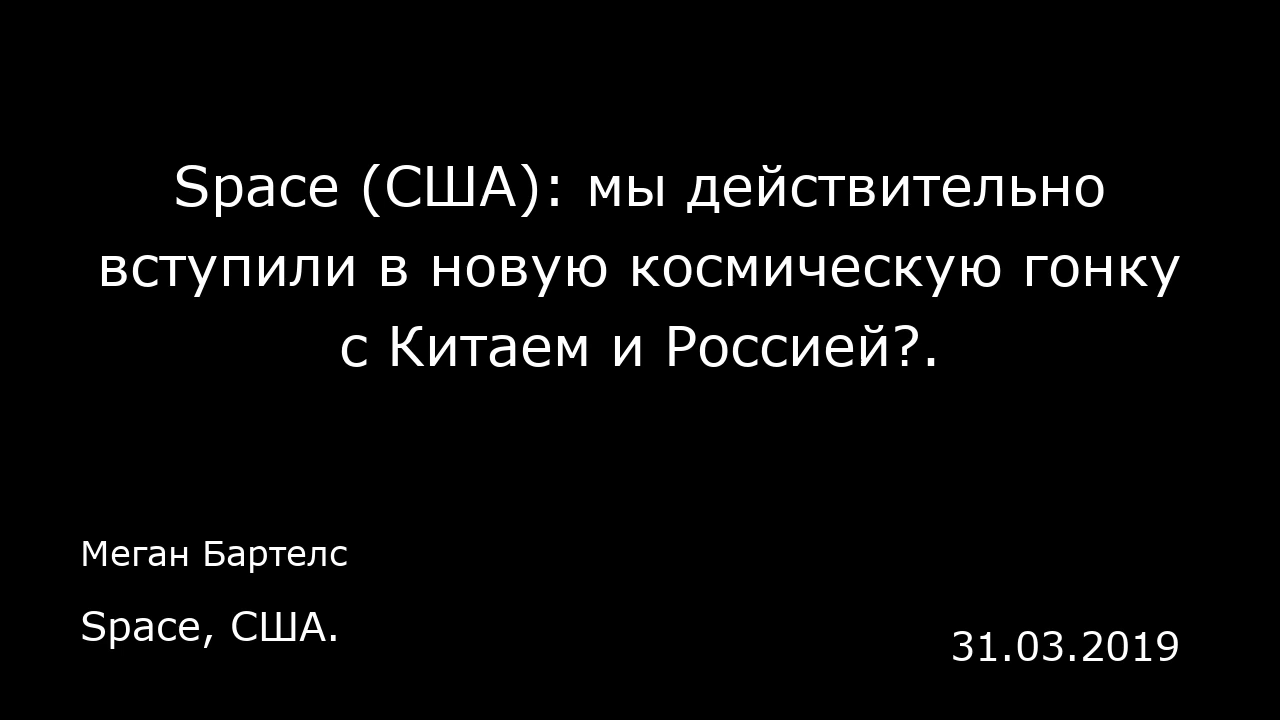 Space (США): мы действительно
вступили в новую космическую гонку
с Китаем и Россией?.
Меган Бартелс
Space, США.
31.03.2019